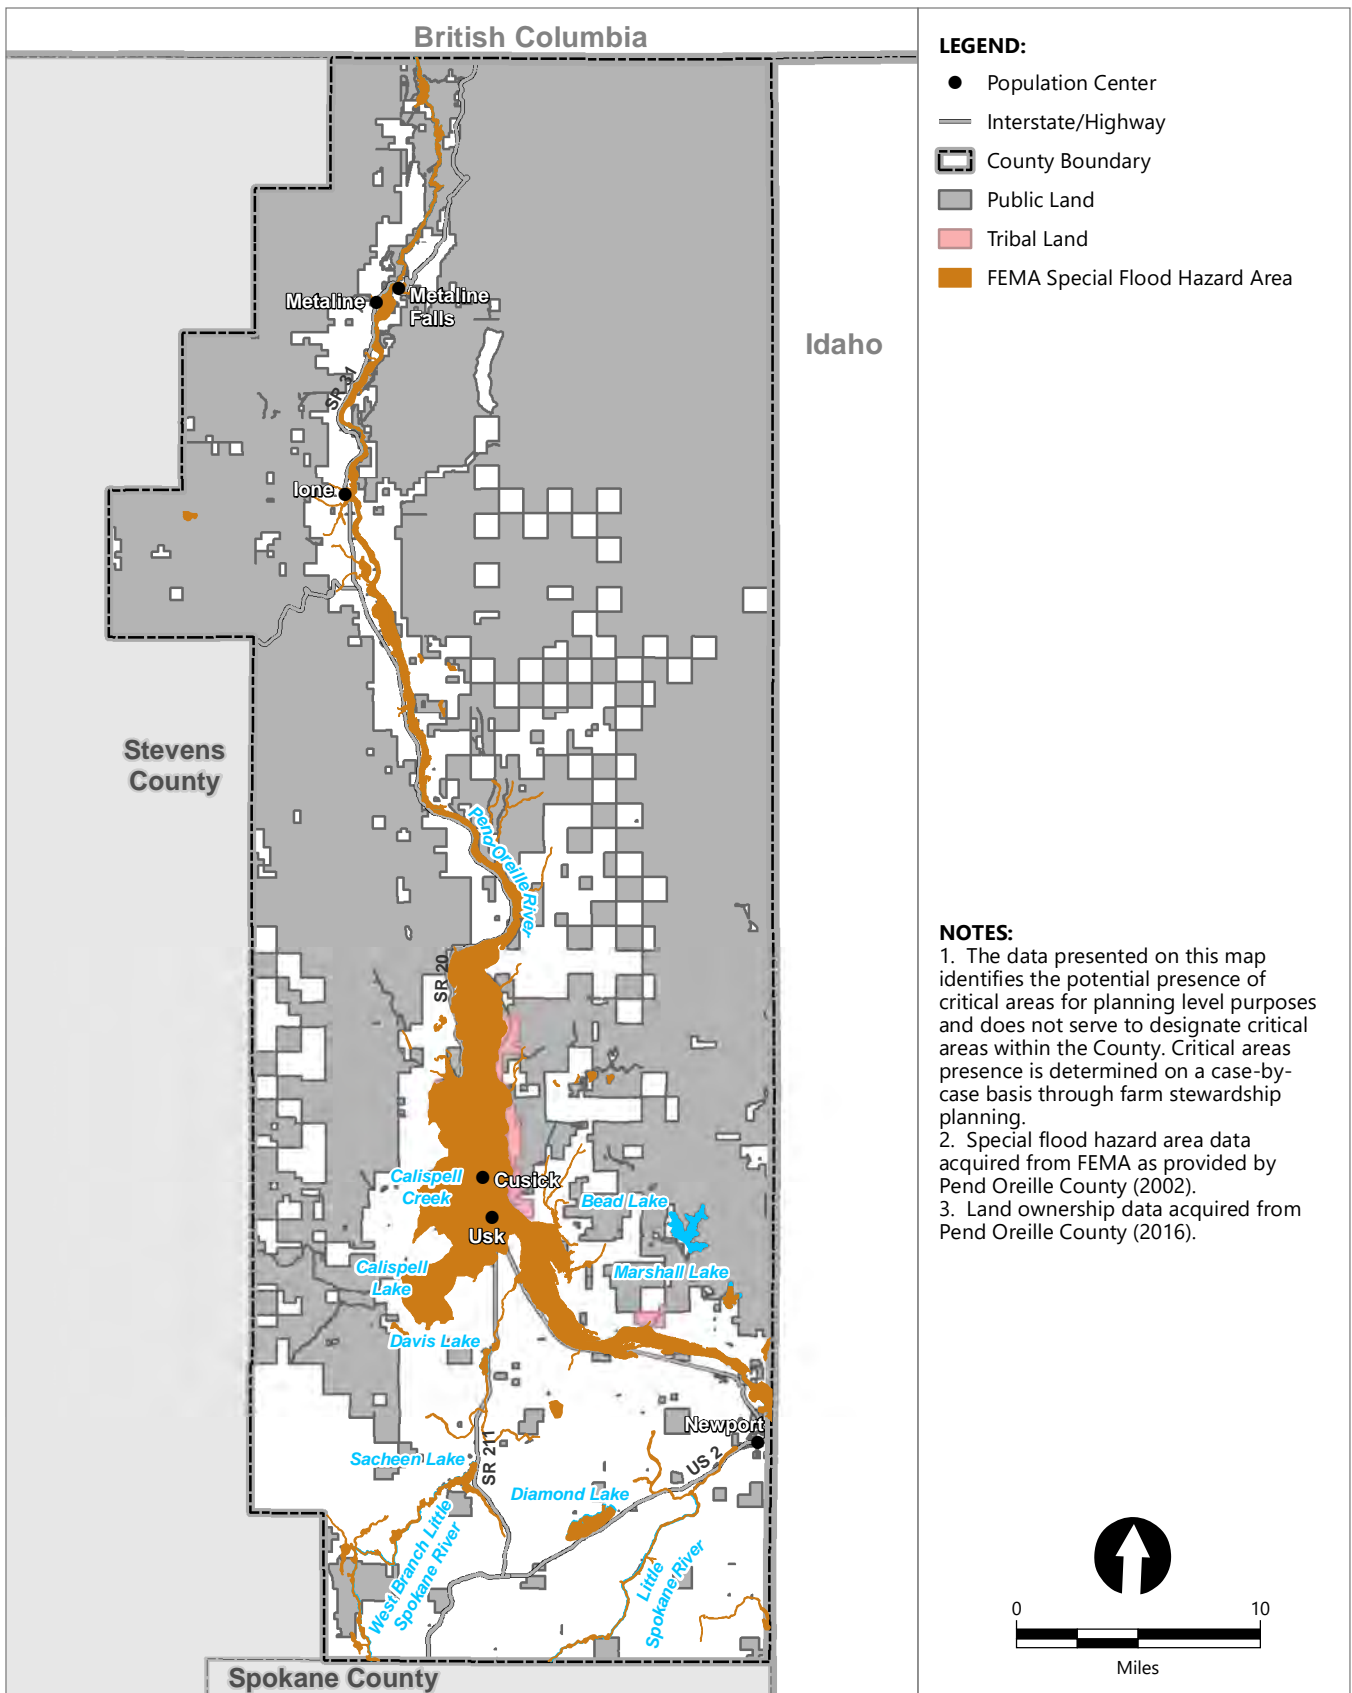 British Columbia
LEGEND:
Population Center
Interstate/Highway
County Boundary
Public Land
Tribal Land
FEMA Special Flood Hazard Area
Metaline
Metaline
Falls
Idaho
SR 31
Ione
Stevens
County
Pend Oreille River
SR 20
Calispell
Creek
Cusick
Usk
Bead Lake
Calispell
Lake
Marshall Lake
Davis Lake
Newport
US 2
Sacheen Lake
SR 211
Diamond Lake
West Branch Little
Spokane River
Little
Spokane River
Spokane County
NOTES:
1. The data presented on this map
identifies the potential presence of
critical areas for planning level purposes
and does not serve to designate critical
areas within the County. Critical areas
presence is determined on a case-by-
case basis through farm stewardship
planning.
2. Special flood hazard area data
acquired from FEMA as provided by
Pend Oreille County (2002).
3. Land ownership data acquired from
Pend Oreille County (2016).
0 10
Miles